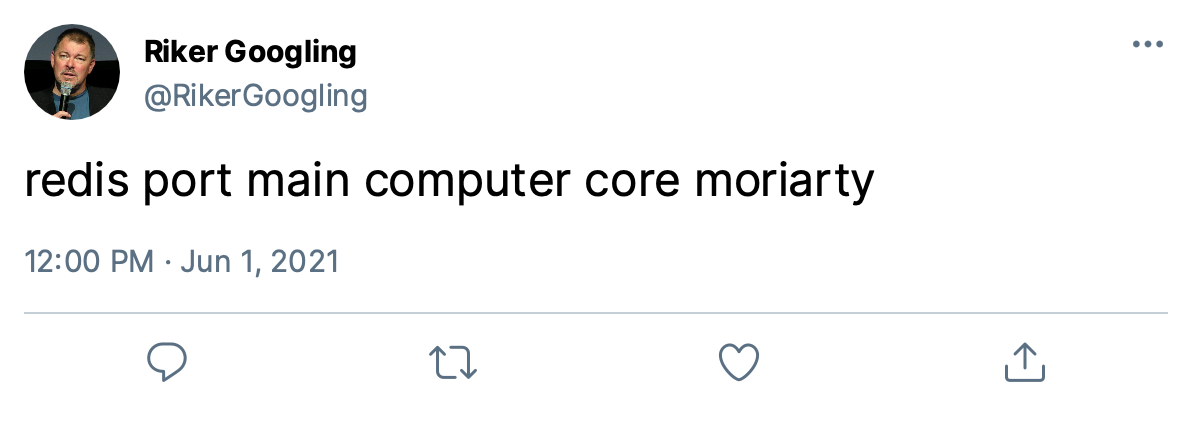 Riker Googling
@RikerGoogling
redis port main computer core moriarty
12:00 PM · Jun 1, 2021